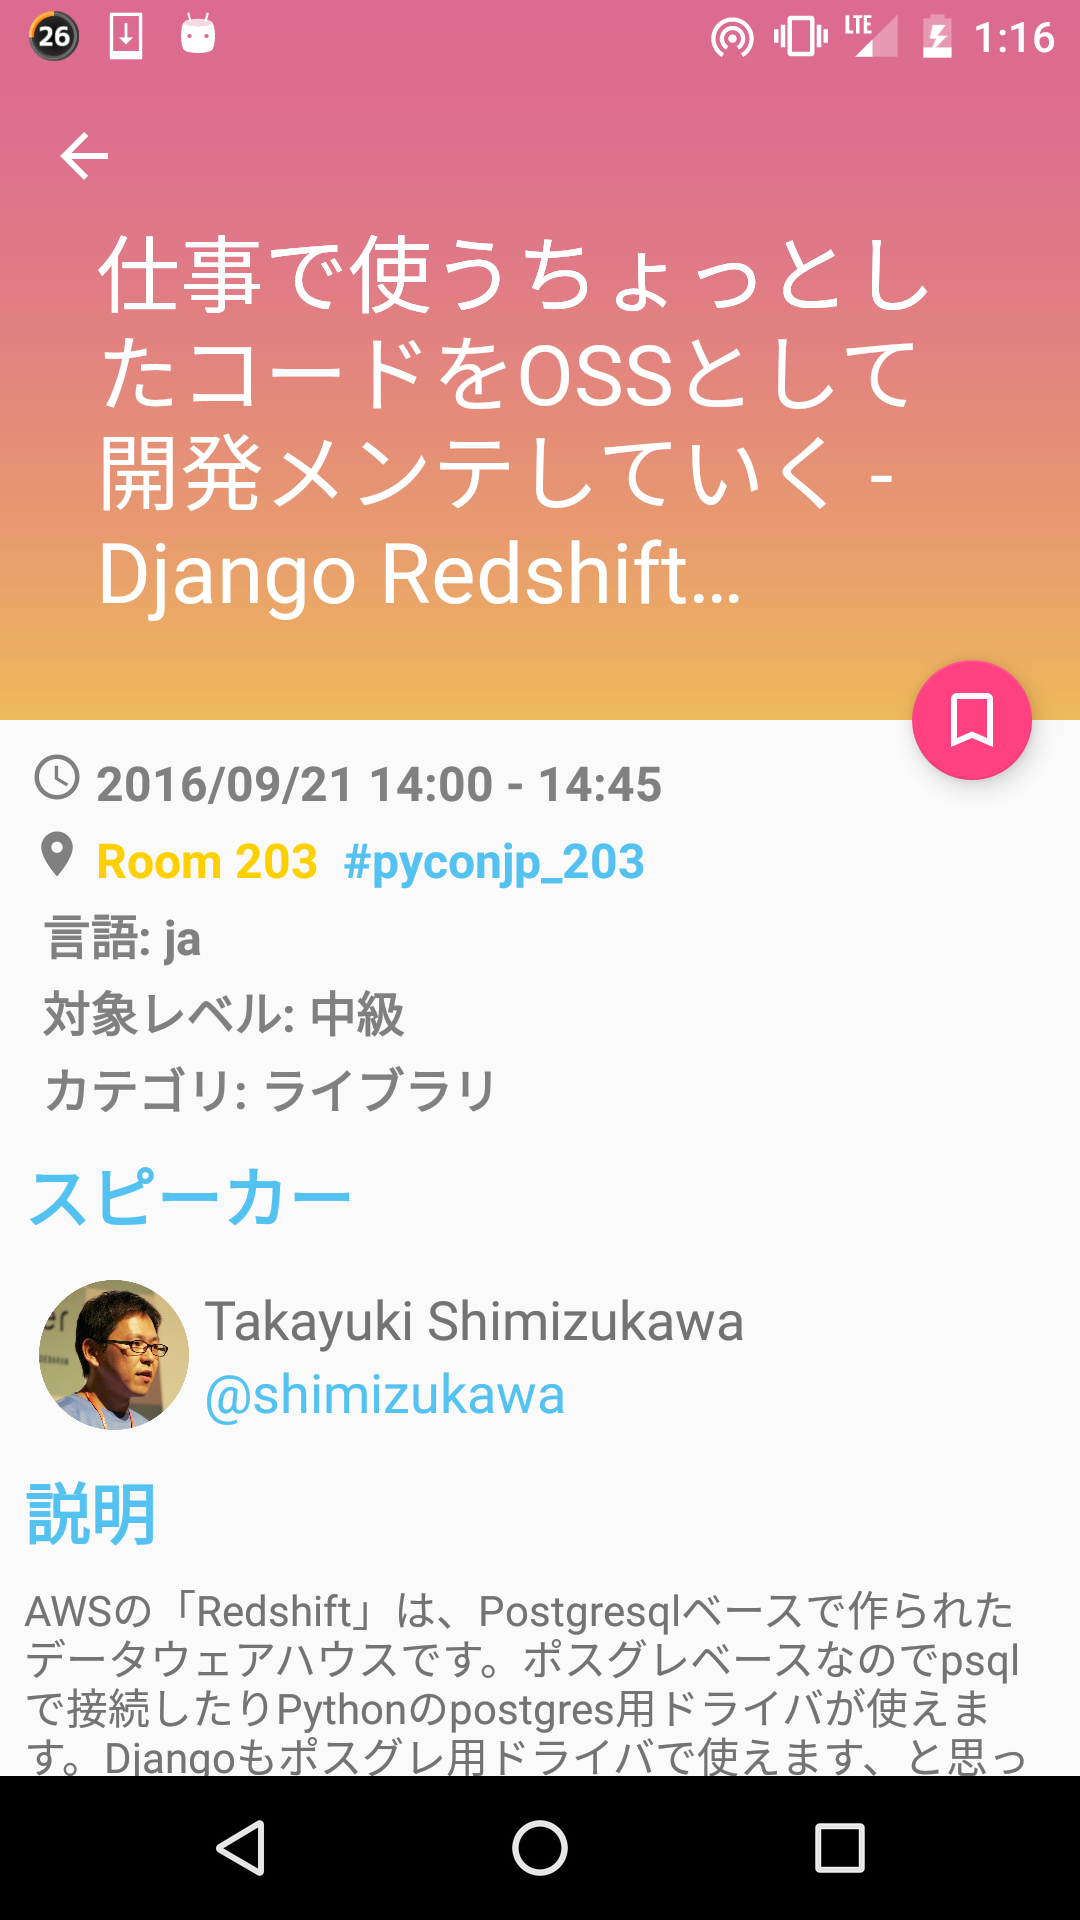 26
LTE
1:16
仕事で使うちょっとし
たコードをOSSとして
開発メンテしていく -
Django Redshift...
2016/09/21 14:00 - 14:45
Room 203 #pyconjp_203
言語: ja
対象レベル: 中級
カテゴリ: ライブラリ
スピーカー
Takayuki Shimizukawa
@shimizukawa
説明
AWSの「Redshift」は、Postgresqlベースで作られた
データウェアハウスです。ポスグレベースなのでpsql
で接続したりPythonのpostgres用ドライバが使えま
す。Djangoもポスグレ用ドライバで使えます、と思っ